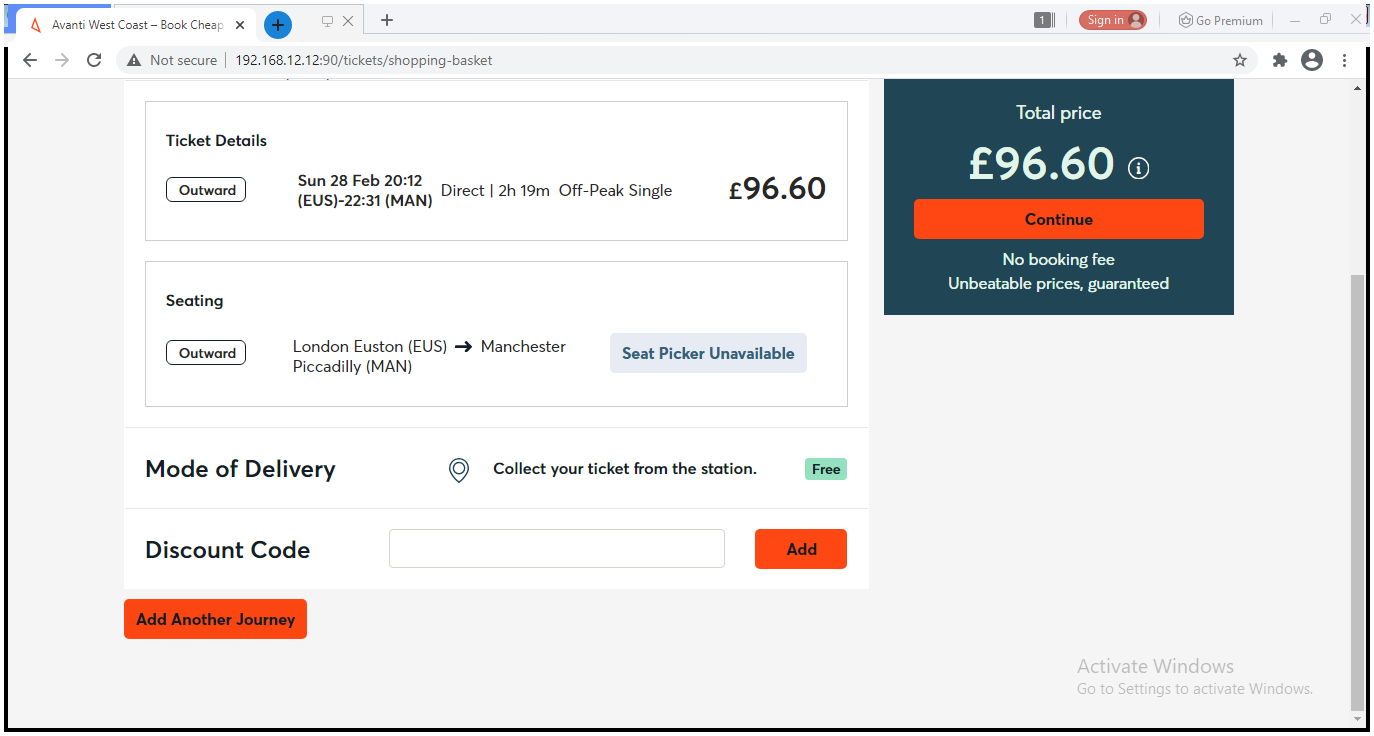 Avanti West Coast – Book Cheap
1
Sign in
Go Premium
Not secure
192.168.12.12:90/tickets/shopping-basket
Ticket Details
Outward
Sun 28 Feb 20:12
(EUS)-22:31 (MAN)
Direct | 2h 19m
Off-Peak Single
£96.60
Seating
Outward
London Euston (EUS) → Manchester
Piccadilly (MAN)
Seat Picker Unavailable
Mode of Delivery
Collect your ticket from the station.
Free
Discount Code
Add
Add Another Journey
Total price
£96.60
Continue
No booking fee
Unbeatable prices, guaranteed
Activate Windows
Go to Settings to activate Windows.